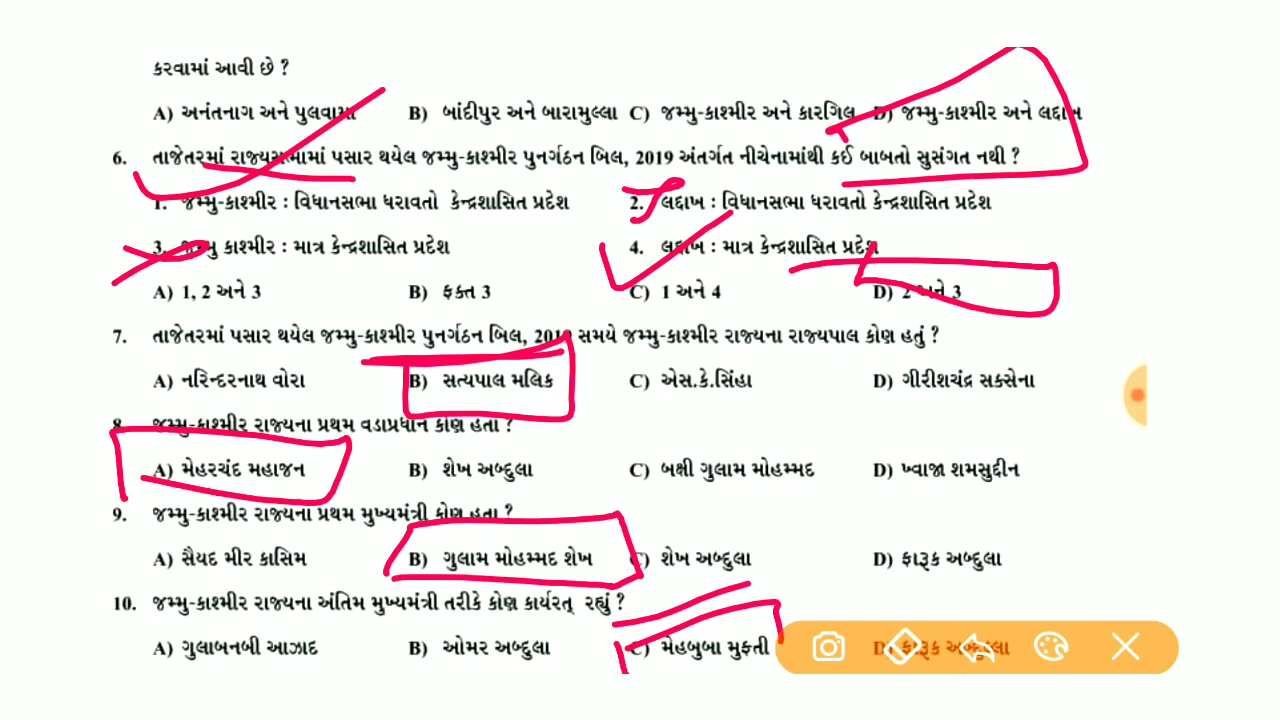 કરવામાં આવી છે ?
A) અનંતનાગ અને પુલવામા B) બાંદીપુર અને બારામુલ્લા C) જમ્મુ-કાશ્મીર અને કારગિલ D) જમ્મુ-કાશ્મીર અને લદ્દાખ
6. તાજેતરમાં રાજ્યસભામાં પસાર થયેલ જમ્મુ-કાશ્મીર પુનર્ગઠન બિલ, 2019 અંતર્ગત નીચેનામાંથી કઈ બાબતો સુસંગત નથી ?
1. જમ્મુ-કાશ્મીર : વિધાનસભા ધરાવતો કેન્દ્રશાસિત પ્રદેશ 2. લદ્દાખ : વિધાનસભા ધરાવતો કેન્દ્રશાસિત પ્રદેશ
3. જમ્મુ કાશ્મીર : માત્ર કેન્દ્રશાસિત પ્રદેશ 4. લદ્દાખ : માત્ર કેન્દ્રશાસિત પ્રદેશ
A) 1, 2 અને 3 B) ફક્ત 3 C) 1 અને 4 D) 2 અને 3
7. તાજેતરમાં પસાર થયેલ જમ્મુ-કાશ્મીર પુનર્ગઠન બિલ, 2019 સમયે જમ્મુ-કાશ્મીર રાજ્યના રાજ્યપાલ કોણ હતું ?
A) નરિન્દરનાથ વોરા B) સત્યપાલ મલિક C) એસ.કે.સિંહા D) ગીરીશચંદ્ર સક્સેના
8. જમ્મુ-કાશ્મીર રાજ્યના પ્રથમ વડાપ્રધાન કોણ હતા ?
A) મેહરચંદ મહાજન B) શેખ અબ્દુલા C) બક્ષી ગુલામ મોહમ્મદ D) ખ્વાજા શમસુદ્દીન
9. જમ્મુ-કાશ્મીર રાજ્યના પ્રથમ મુખ્યમંત્રી કોણ હતા ?
A) સૈયદ મીર કાસિમ B) ગુલામ મોહમ્મદ શેખ C) શેખ અબ્દુલા D) ફારૂક અબ્દુલા
10. જમ્મુ-કાશ્મીર રાજ્યના અંતિમ મુખ્યમંત્રી તરીકે કોણ કાર્યરત્ રહ્યું ?
A) ગુલાબનબી આઝાદ B) ઓમર અબ્દુલા C) મેહબુબા મુફ્તી D) ફારૂક અબ્દુલ્લા